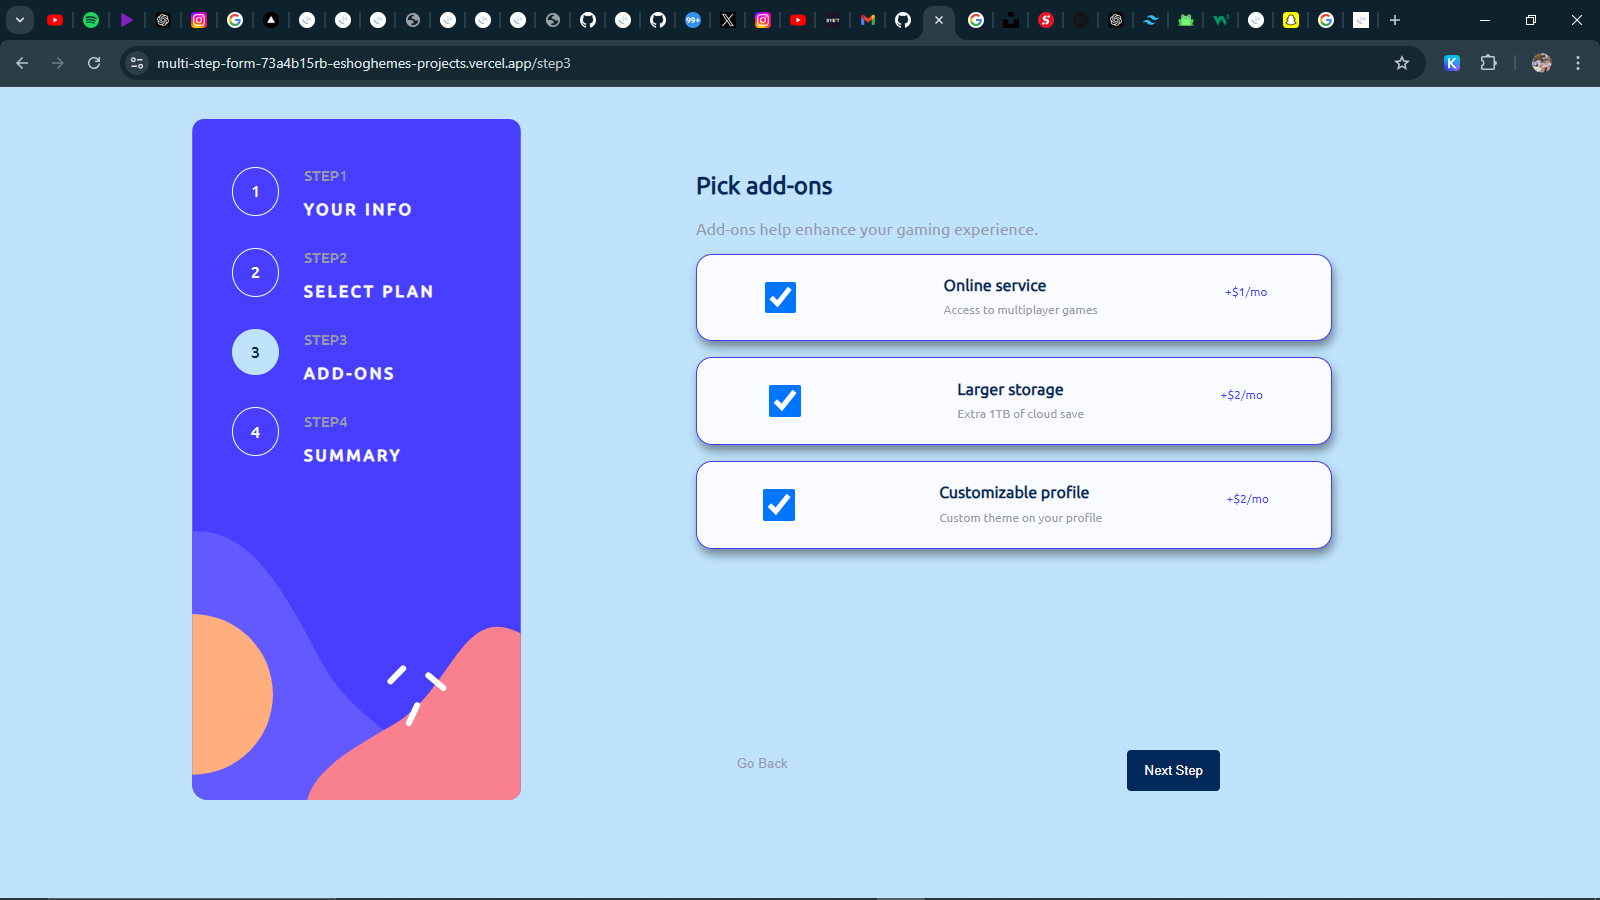 99+
BYBIT
multi-step-form-73a4b15rb-eshoghemes-projects.vercel.app/step3
1
STEP1
YOUR INFO
2
STEP2
SELECT PLAN
3
STEP3
ADD-ONS
4
STEP4
SUMMARY
Pick add-ons
Add-ons help enhance your gaming experience.
Online service
Access to multiplayer games
+$1/mo
Larger storage
Extra 1TB of cloud save
+$2/mo
Customizable profile
Custom theme on your profile
+$2/mo
Go Back
Next Step